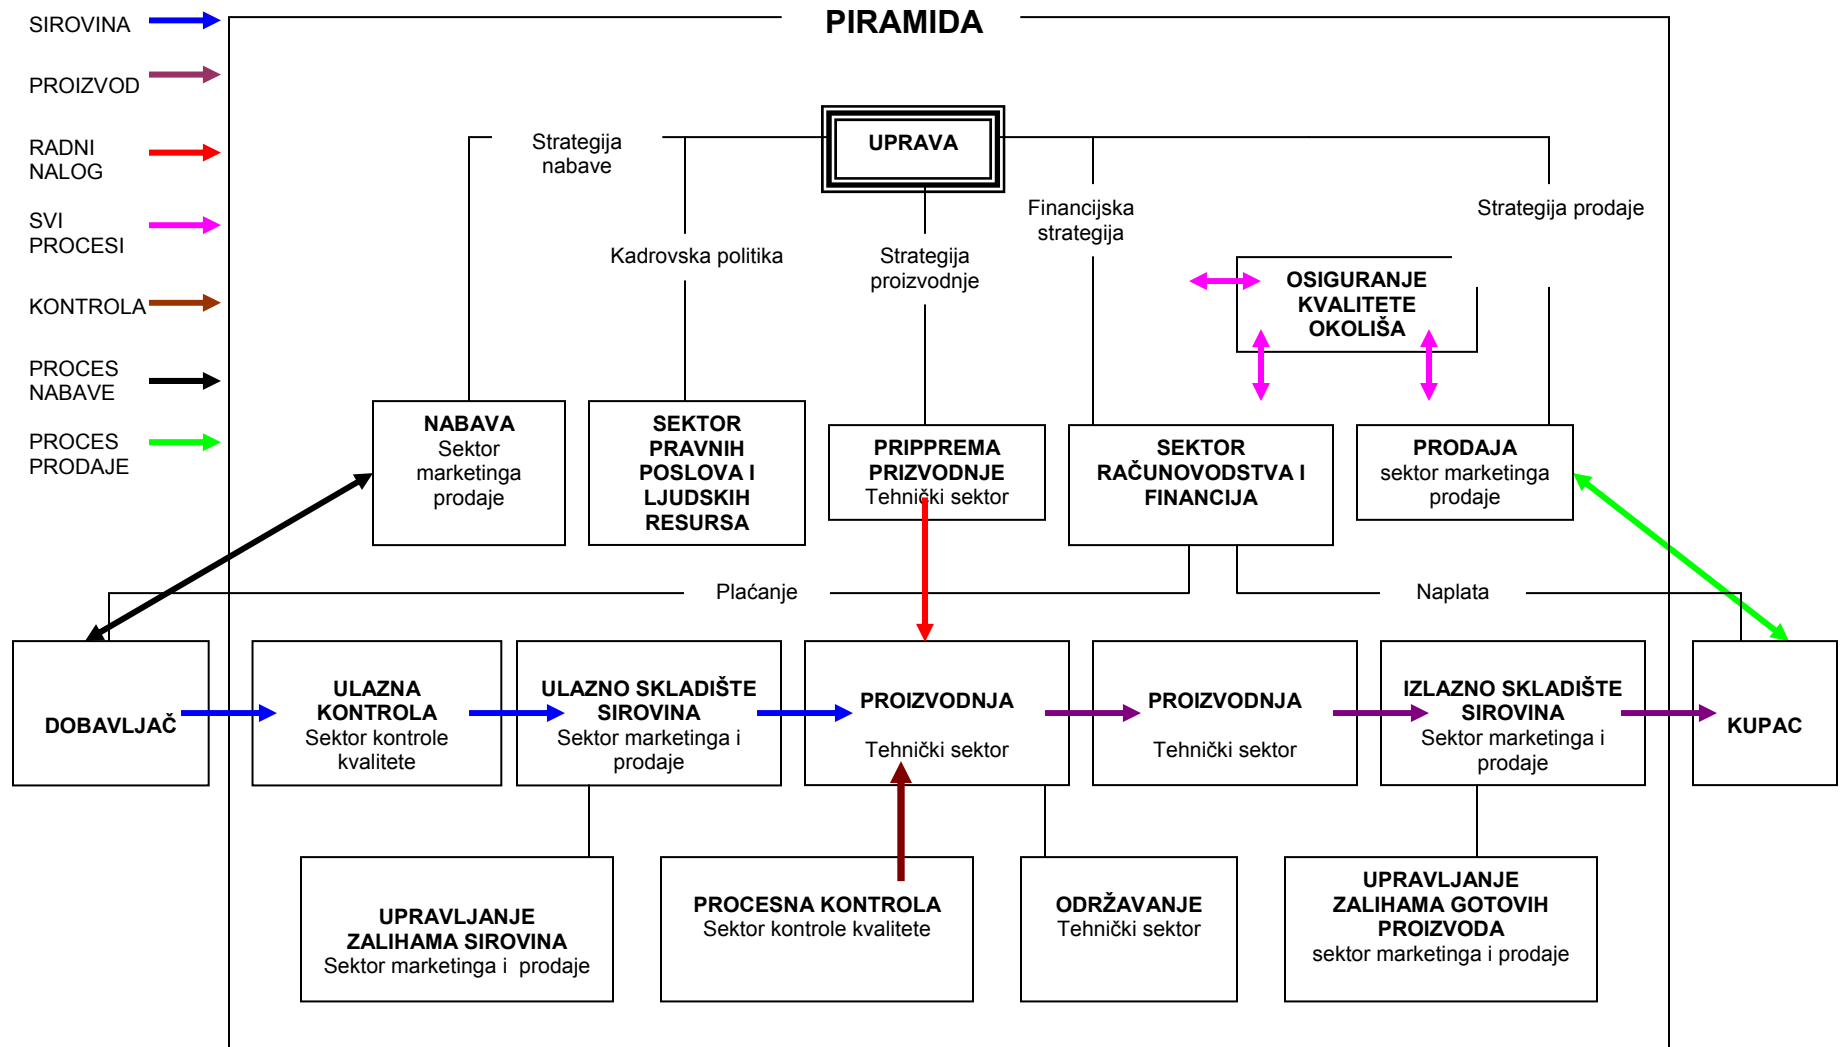 PIRAMIDA
SIROVINA
PROIZVOD
RADNI
NALOG
SVI
PROCESI
KONTROLA
PROCES
NABAVE
PROCES
PRODAJE
UPRAVA
Strategija
nabave
Kadrovska politika
Strategija
proizvodnje
Financijska
strategija
Strategija prodaje
OSIGURANJE
KVALITETE
OKOLIŠA
NABAVA
Sektor
marketinga
prodaje
SEKTOR
PRAVNIH
POSLOVA I
LJUDSKIH
RESURSA
PRIPPREMA
PRIZVODNJE
Tehnički sektor
SEKTOR
RAČUNOVODSTVA I
FINANCIJA
PRODAJA
sektor marketinga
prodaje
Plaćanje
Naplata
DOBAVLJAČ
ULAZNA
KONTROLA
Sektor kontrole
kvalitete
ULAZNO SKLADIŠTE
SIROVINA
Sektor marketinga i
prodaje
PROIZVODNJA
Tehnički sektor
PROIZVODNJA
Tehnički sektor
IZLAZNO SKLADIŠTE
SIROVINA
Sektor marketinga i
prodaje
KUPAC
UPRAVLJANJE
ZALIHAMA SIROVINA
Sektor marketinga i  prodaje
PROCESNA KONTROLA
Sektor kontrole kvalitete
ODRŽAVANJE
Tehnički sektor
UPRAVLJANJE
ZALIHAMA GOTOVIH
PROIZVODA
sektor marketinga i prodaje